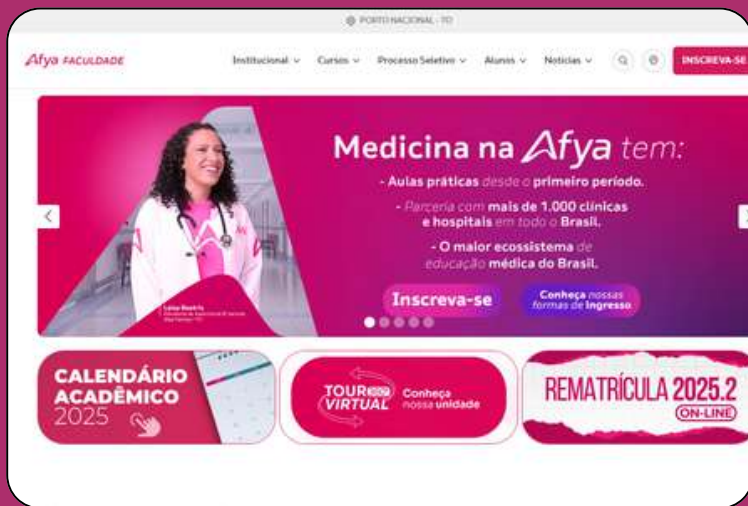 PORTO NACIONAL - TO
Afya FACULDADE
Institucional
Cursos
Processo Seletivo
Alunos
Notícias
INSCREVA-SE
Medicina na Afya tem:
- Aulas práticas desde o primeiro período.
- Parceria com mais de 1.000 clínicas
e hospitais em todo o Brasil.
- O maior ecossistema de
educação médica do Brasil.
Inscreva-se
Conheça nossas
formas de Ingresso
CALENDÁRIO
ACADÊMICO
2025
TOUR 360°
VIRTUAL
Conheça
nossa unidade
REMATRÍCULA 2025.2
(ON-LINE)